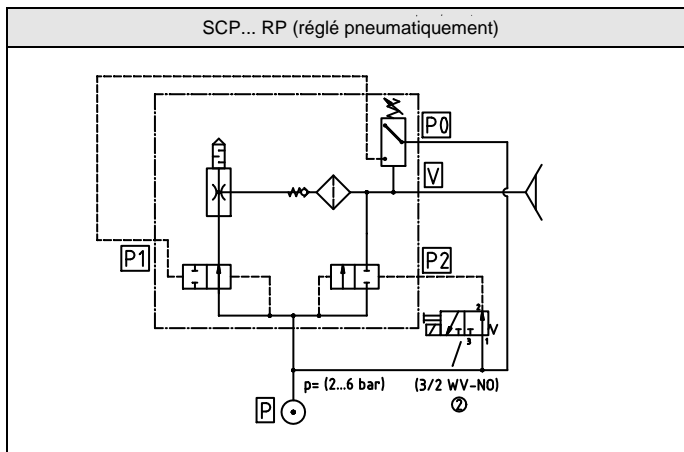 SCP... RP (réglé pneumatiquement)
P0
V
P1
P2
2
3 1
p= (2...6 bar) (3/2 WV-NO)
P
②